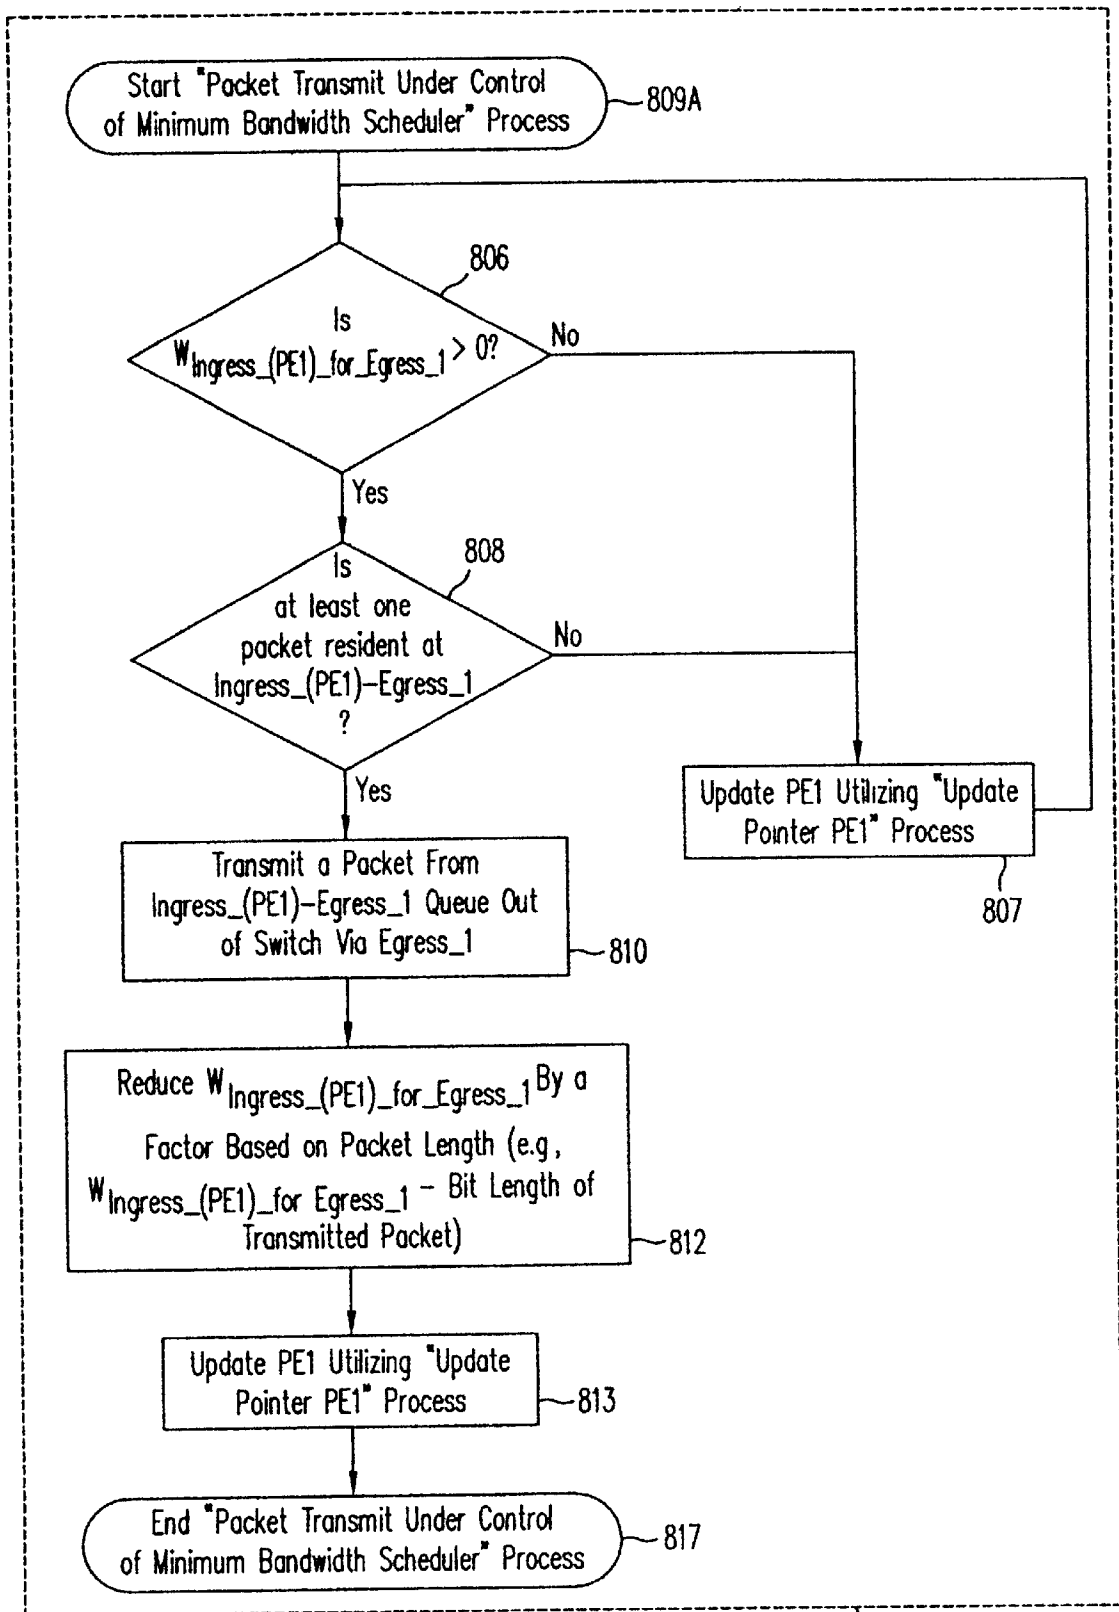 Start "Packet Transmit Under Control
of Minimum Bandwidth Scheduler" Process
809A
806
Is
WIngress_(PE1)_for_Egress_1 > 0?
No
Yes
808
Is
at least one
packet resident at
Ingress_(PE1)-Egress_1
?
No
Yes
Update PE1 Utilizing "Update
Pointer PE1" Process
807
Transmit a Packet From
Ingress_(PE1)-Egress_1 Queue Out
of Switch Via Egress_1
810
Reduce WIngress_(PE1)_for_Egress_1 By a
Factor Based on Packet Length (e.g,
WIngress_(PE1)_for Egress_1 - Bit Length of
Transmitted Packet)
812
Update PE1 Utilizing "Update
Pointer PE1" Process
813
End "Packet Transmit Under Control
of Minimum Bandwidth Scheduler" Process
817